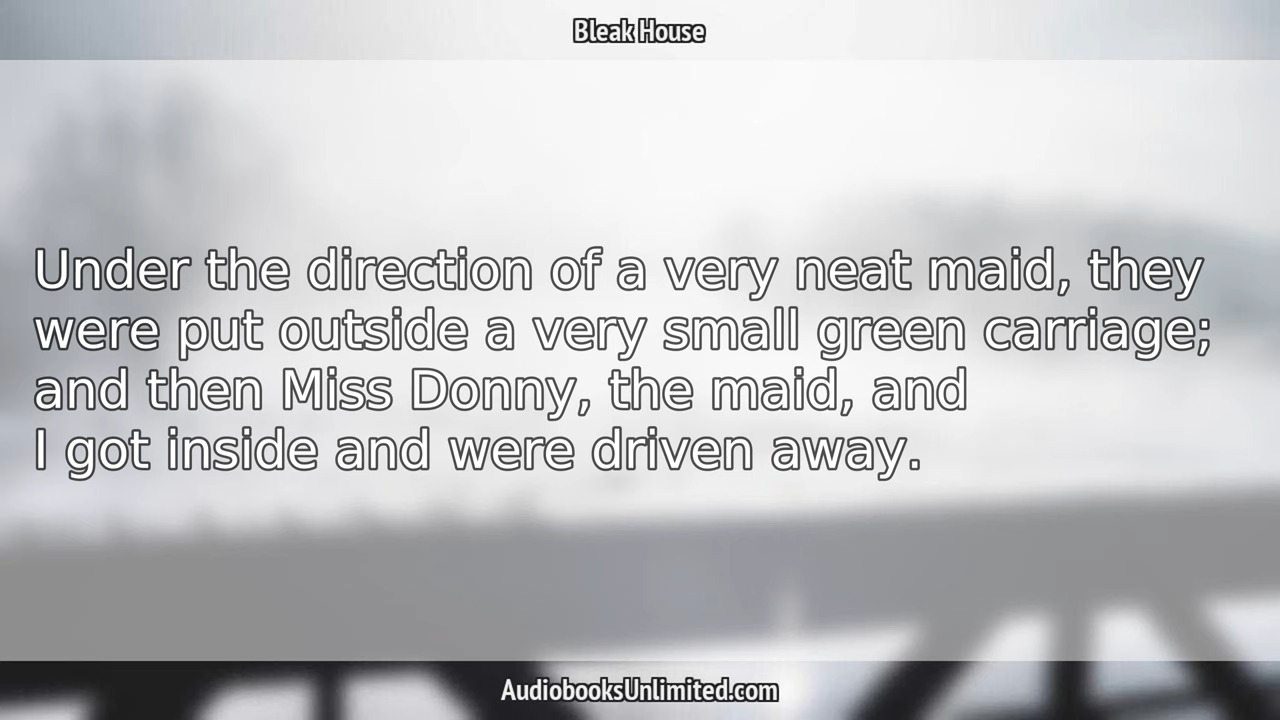 Bleak House
Under the direction of a very neat maid, they
were put outside a very small green carriage;
and then Miss Donny, the maid, and
I got inside and were driven away.
AudiobooksUnlimited.com